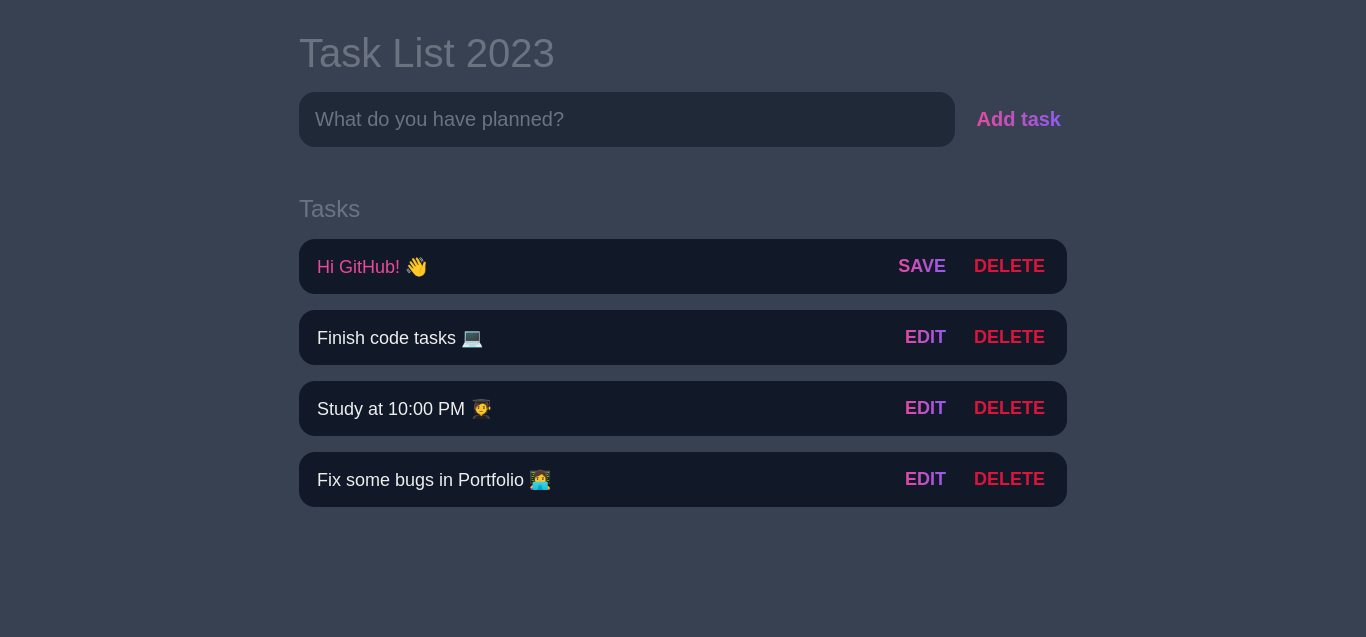 Task List 2023
What do you have planned? Add task
Tasks
Hi GitHub! 👋 SAVE DELETE
Finish code tasks 💻 EDIT DELETE
Study at 10:00 PM 🧑‍🎓 EDIT DELETE
Fix some bugs in Portfolio 👩‍💻 EDIT DELETE